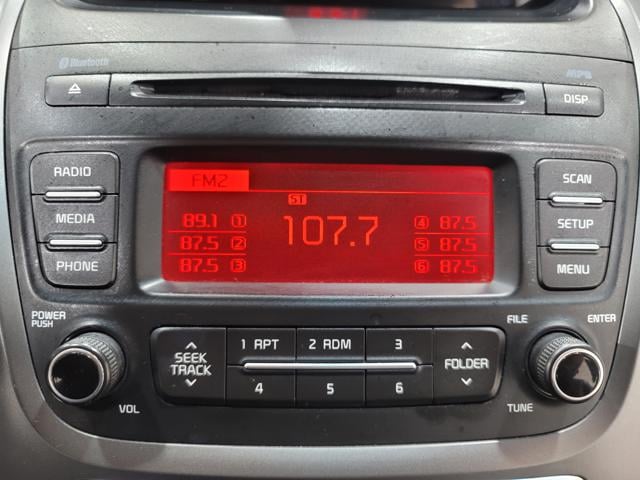 Bluetooth
MP3
DISP
RADIO
MEDIA
PHONE
FM2
ST
89.1 1
87.5 2
87.5 3
107.7
4 87.5
5 87.5
6 87.5
SCAN
SETUP
MENU
POWER
PUSH
VOL
SEEK
TRACK
1 RPT 2 RDM 3
4 5 6
FOLDER
FILE
ENTER
TUNE